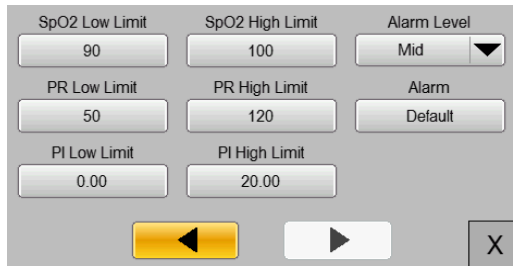 SpO2 Low Limit SpO2 High Limit Alarm Level
90 100 Mid
PR Low Limit PR High Limit Alarm
50 120 Default
PI Low Limit PI High Limit
0.00 20.00
X